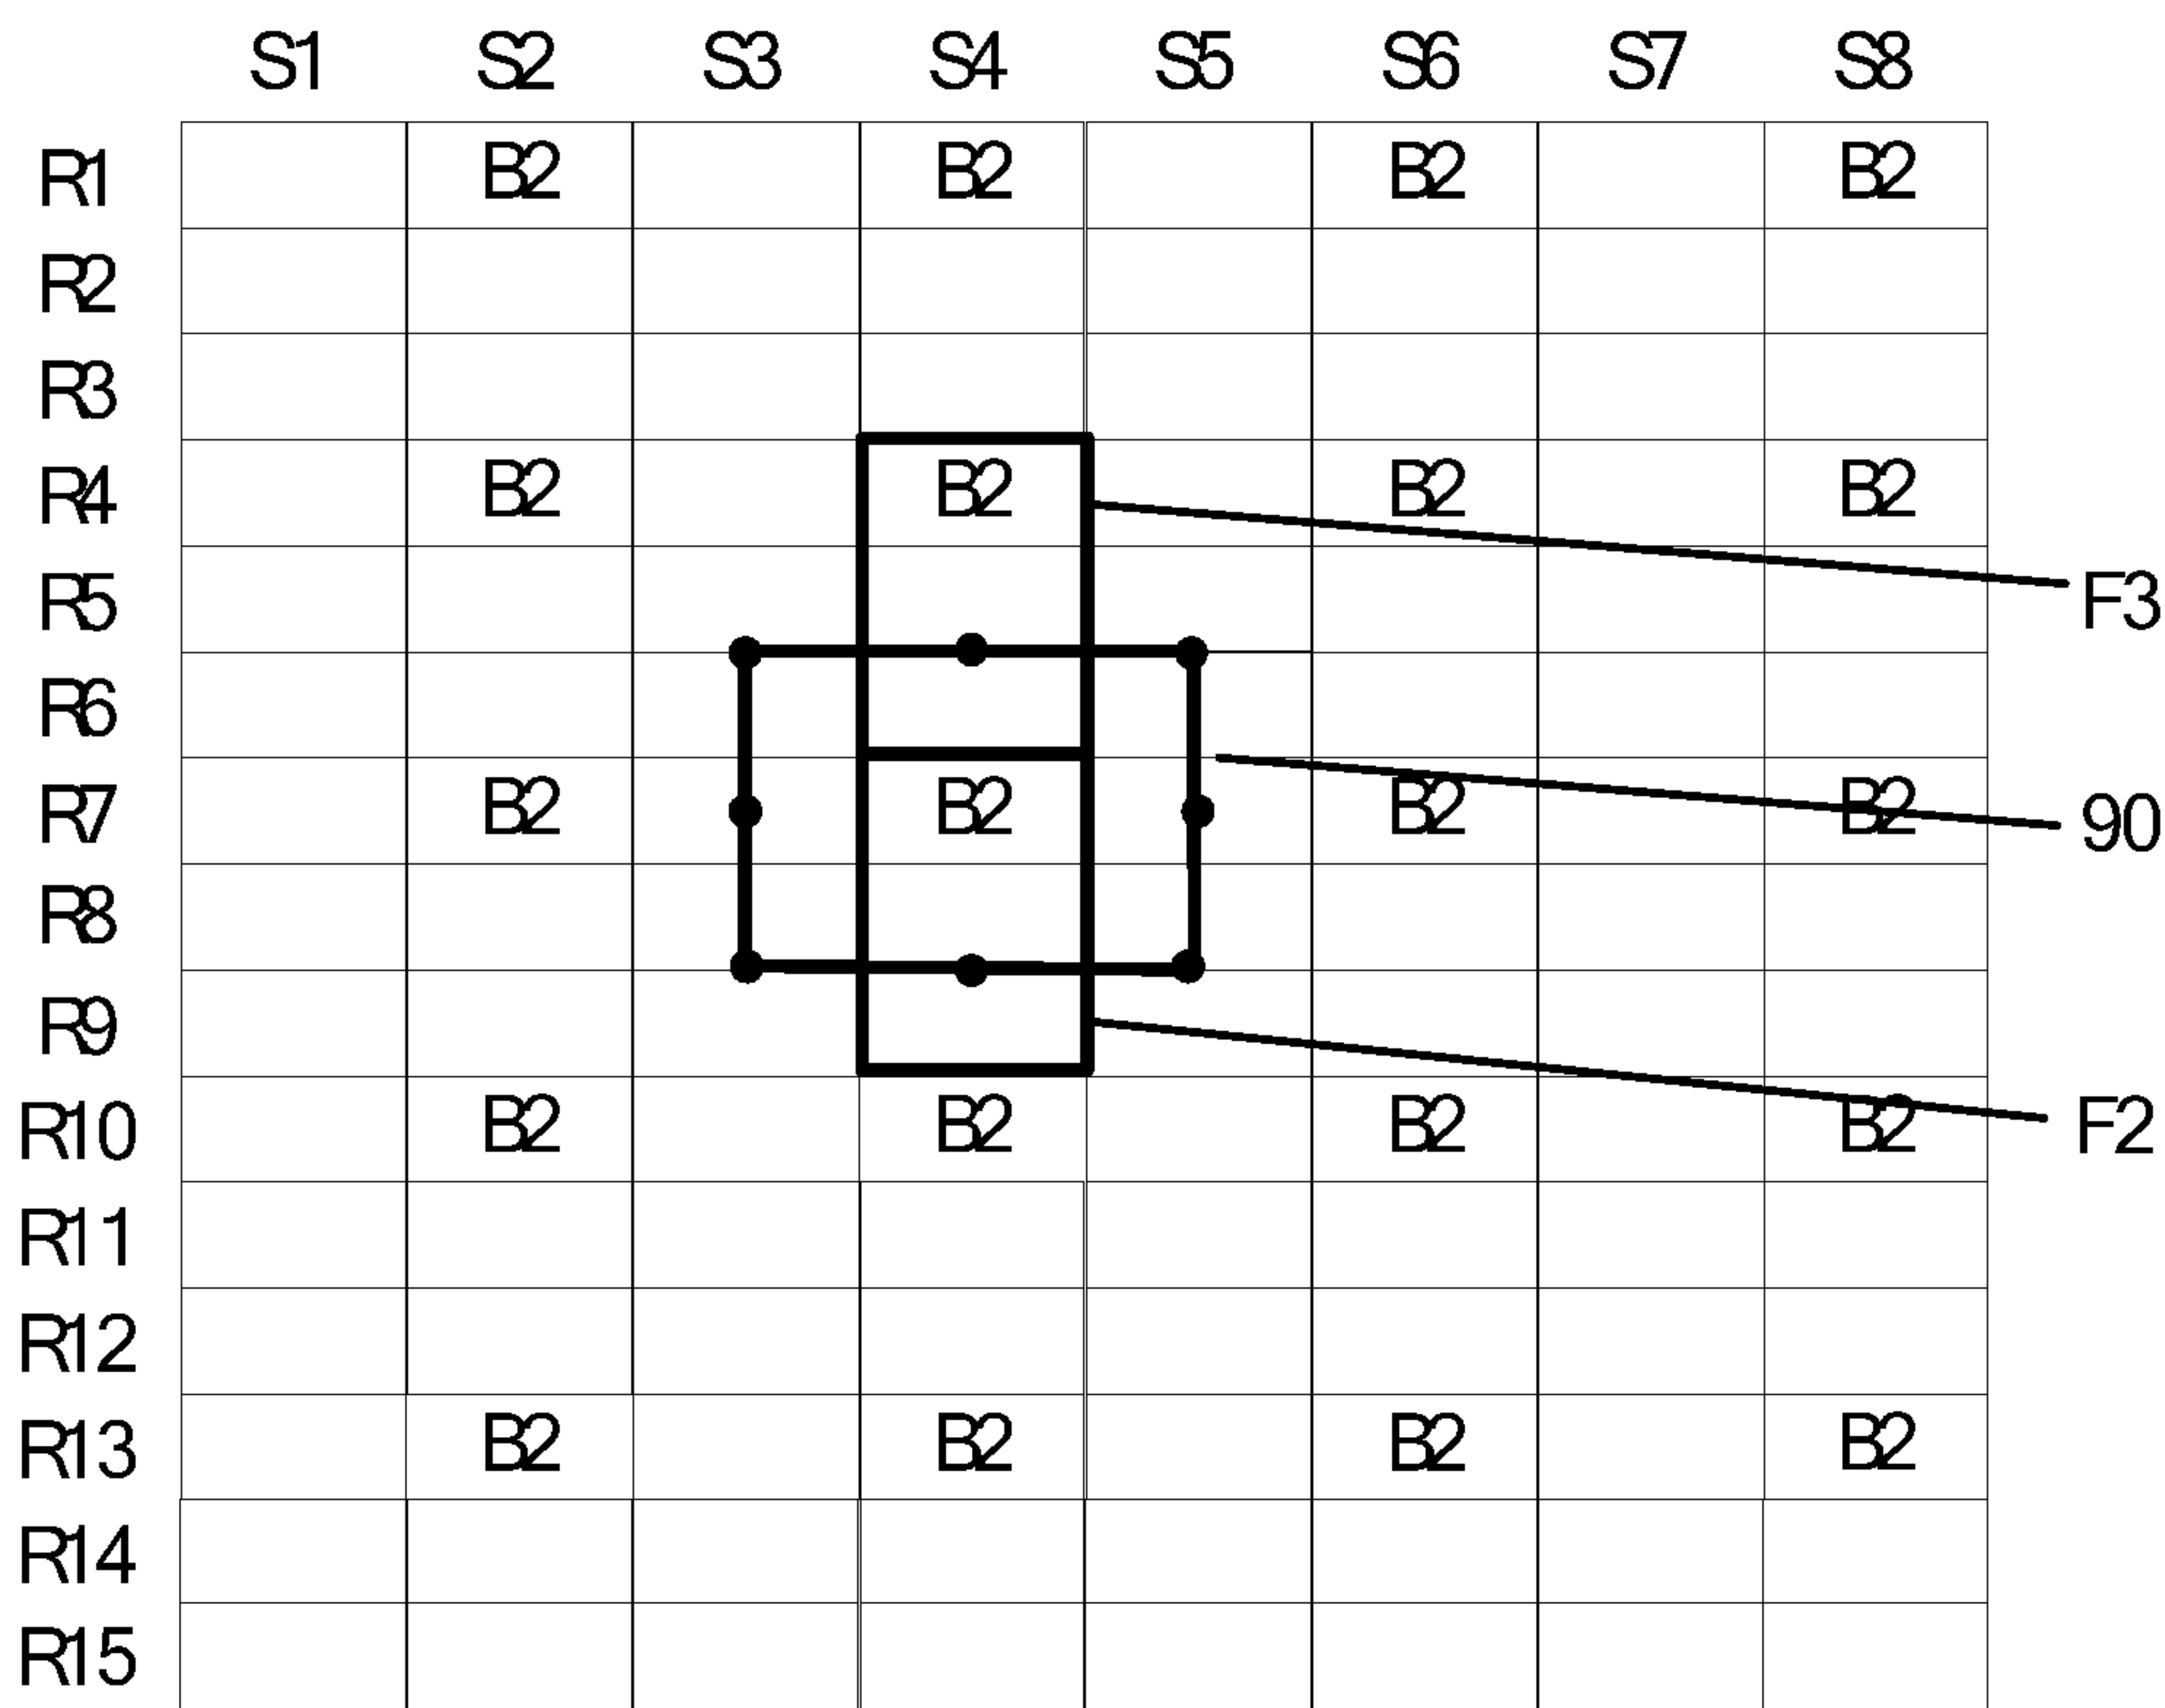 S1 S2 S3 S4 S5 S6 S7 S8
R1 B2 B2 B2 B2
R2
R3
R4 B2 B2 B2 B2
R5 F3
R6
R7 B2 B2 B2 B2 90
R8
R9
R10 B2 B2 B2 B2 F2
R11
R12
R13 B2 B2 B2 B2
R14
R15